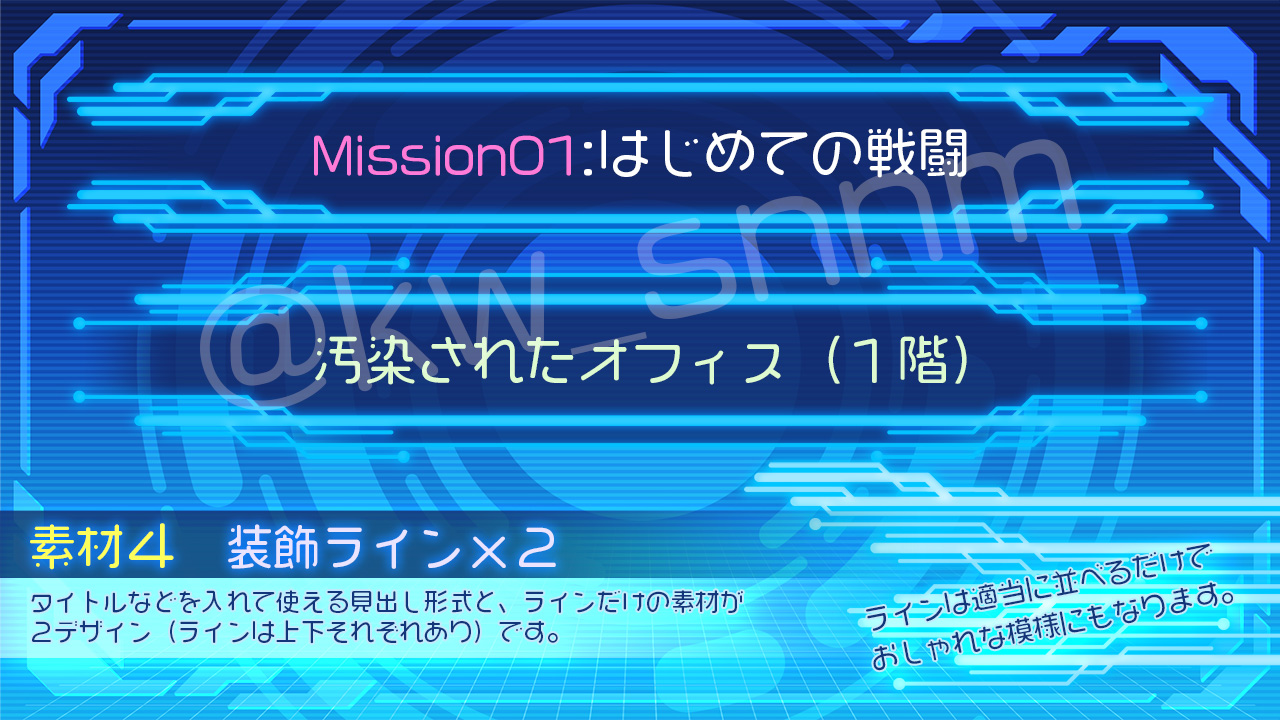 Mission01:はじめての戦闘
@kw_snnm
汚染されたオフィス（１階）
素材４　装飾ライン×２
タイトルなどを入れて使える見出し形式と、ラインだけの素材が
２デザイン（ラインは上下それぞれあり）です。
ラインは適当に並べるだけで
おしゃれな模様にもなります。